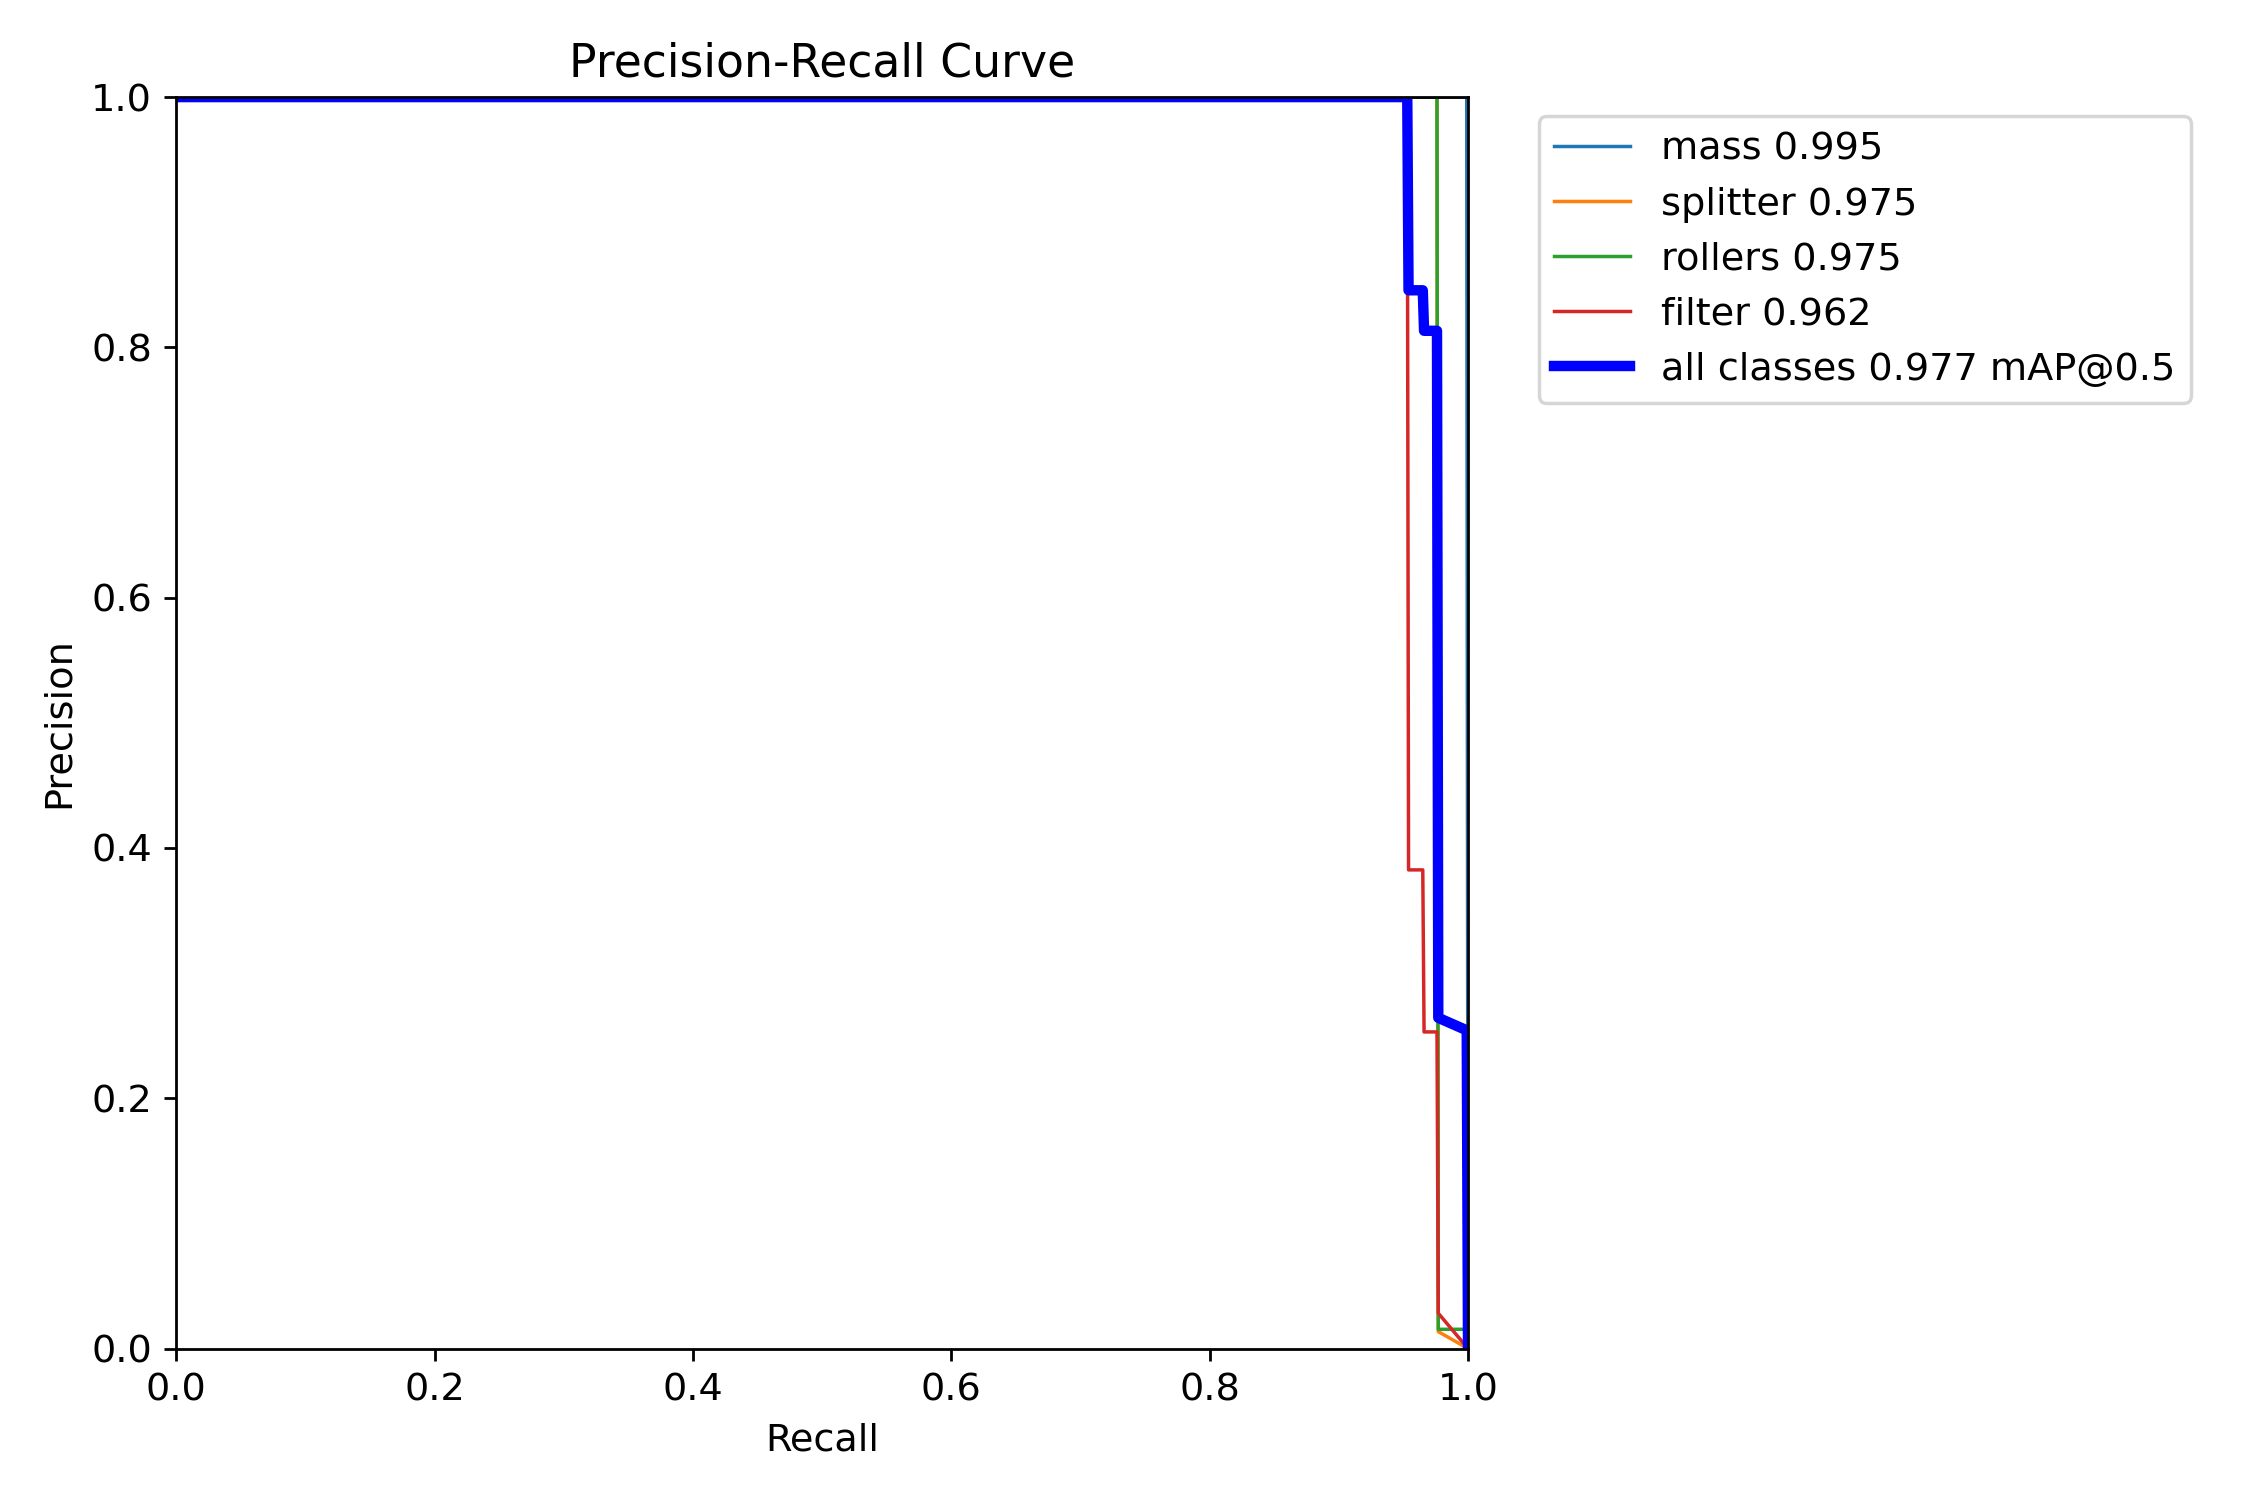 Precision-Recall Curve
1.0
0.8
0.6
0.4
0.2
0.0
Precision
0.0 0.2 0.4 0.6 0.8 1.0
Recall
mass 0.995
splitter 0.975
rollers 0.975
filter 0.962
all classes 0.977 mAP@0.5